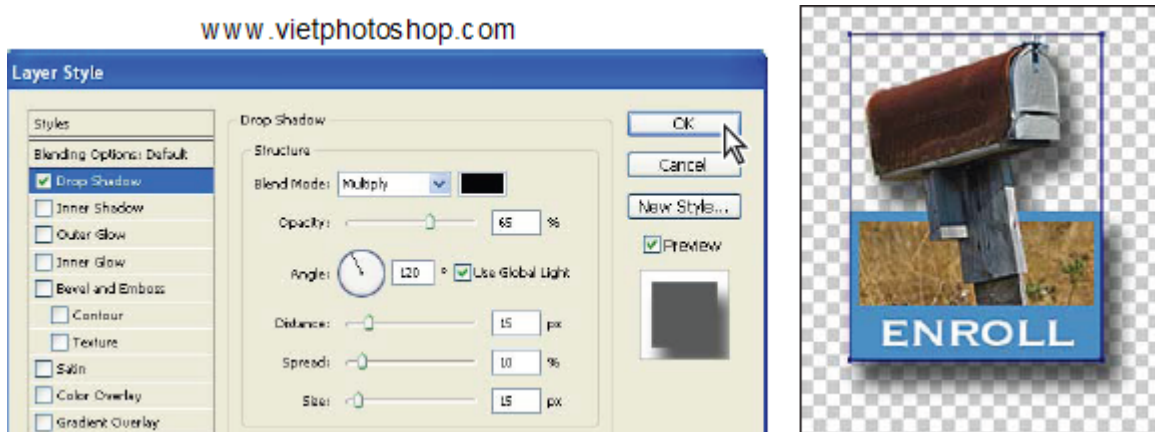 www.vietphotoshop.com
Layer Style
Styles
Blending Options: Default
Drop Shadow
Inner Shadow
Outer Glow
Inner Glow
Bevel and Emboss
Contour
Texture
Satin
Color Overlay
Gradient Overlay
Drop Shadow
Structure
Blend Mode: Multiply
Opacity: 65 %
Angle: 120 ° Use Global Light
Distance: 15 px
Spread: 10 %
Size: 15 px
OK
Cancel
New Style...
Preview
ENROLL